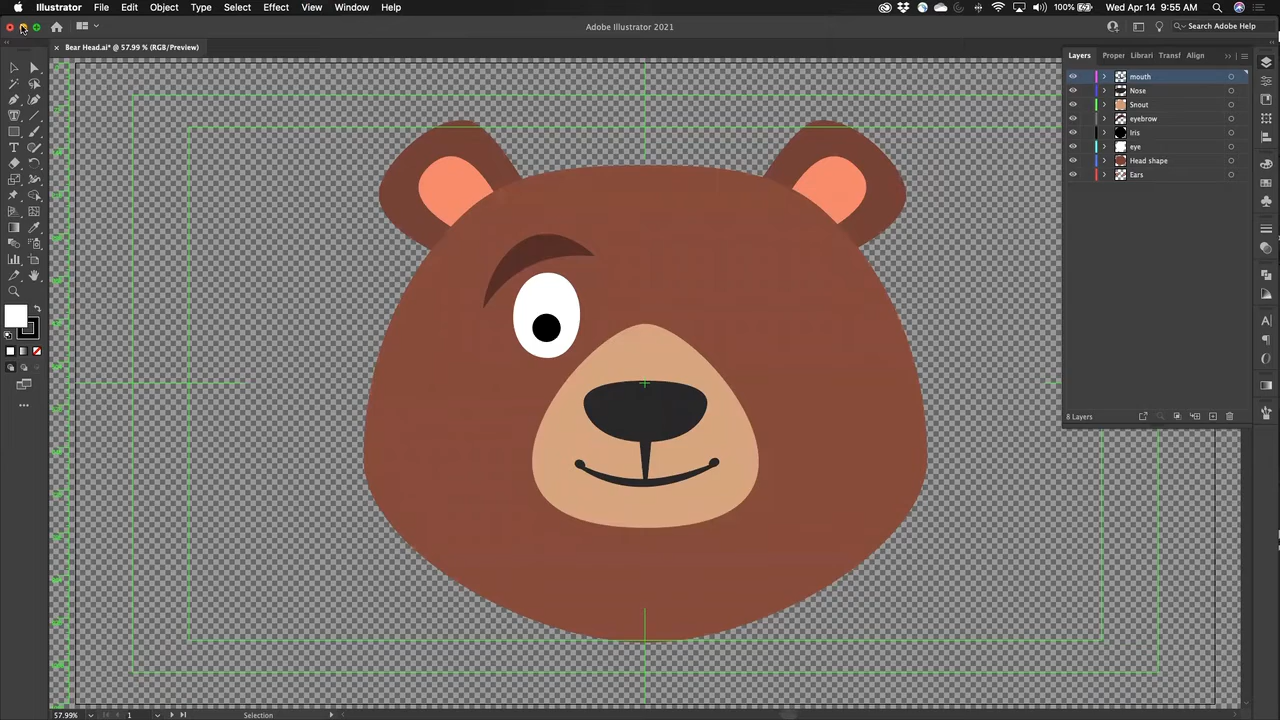 Illustrator File Edit Object Type Select Effect View Window Help 100% Wed Apr 14 9:55 AM
Adobe Illustrator 2021 Search Adobe Help
Bear Head.ai* @ 57.99 % (RGB/Preview)
Layers Proper Librari Transf Align
mouth
Nose
Snout
eyebrow
Iris
eye
Head shape
Ears
8 Layers
57.99% 1 Selection